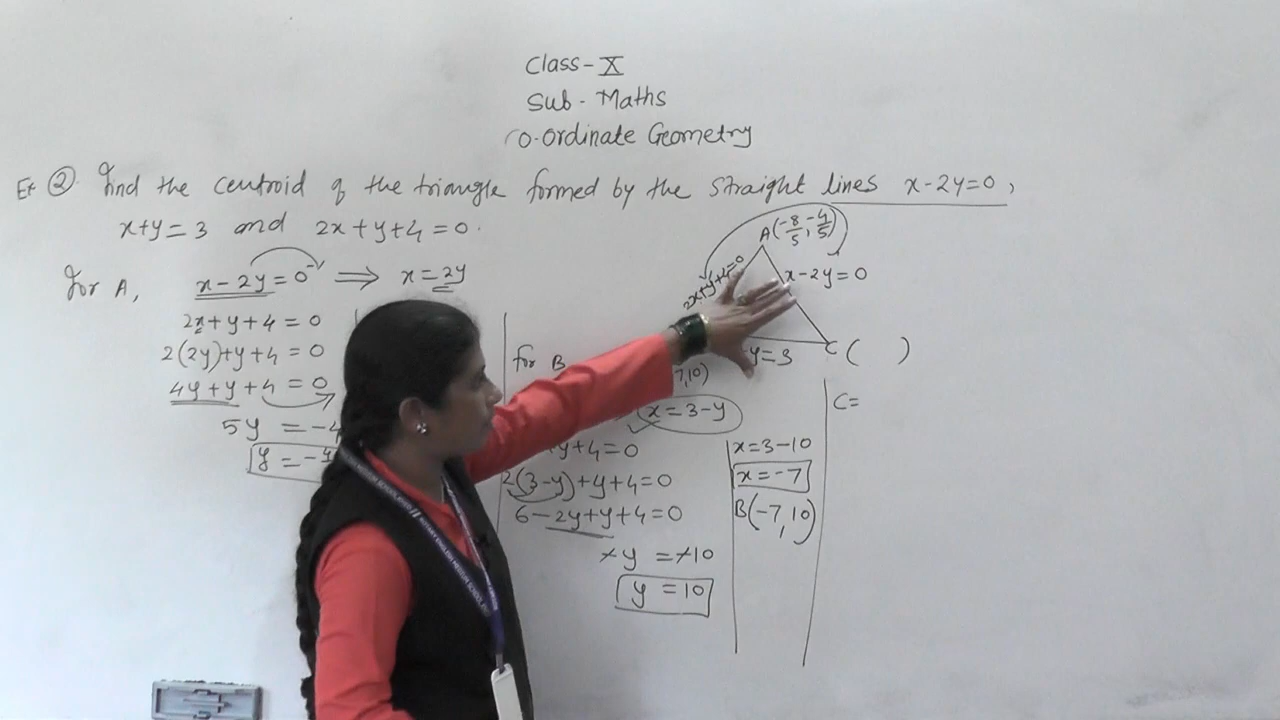 Class-X
Sub- Maths
Co-ordinate Geometry
Ex ② Find the centroid of the triangle formed by the straight lines x-2y=0,
x+y=3 and 2x+y+4=0.
For A, x-2y=0 ⇒ x=2y
2x+y+4=0
2(2y)+y+4=0
4y+y+4=0
5y = -4
y = -4
For B
7,10)
x=3-y
y+4=0
2(3-y)+y+4=0
6-2y+y+4=0
-y = -10
y = 10
x=3-10
x=-7
B(-7,10)
A(-8/5, -4/5)
2x+y+4=0
x-2y=0
y=3
C ( )
C=